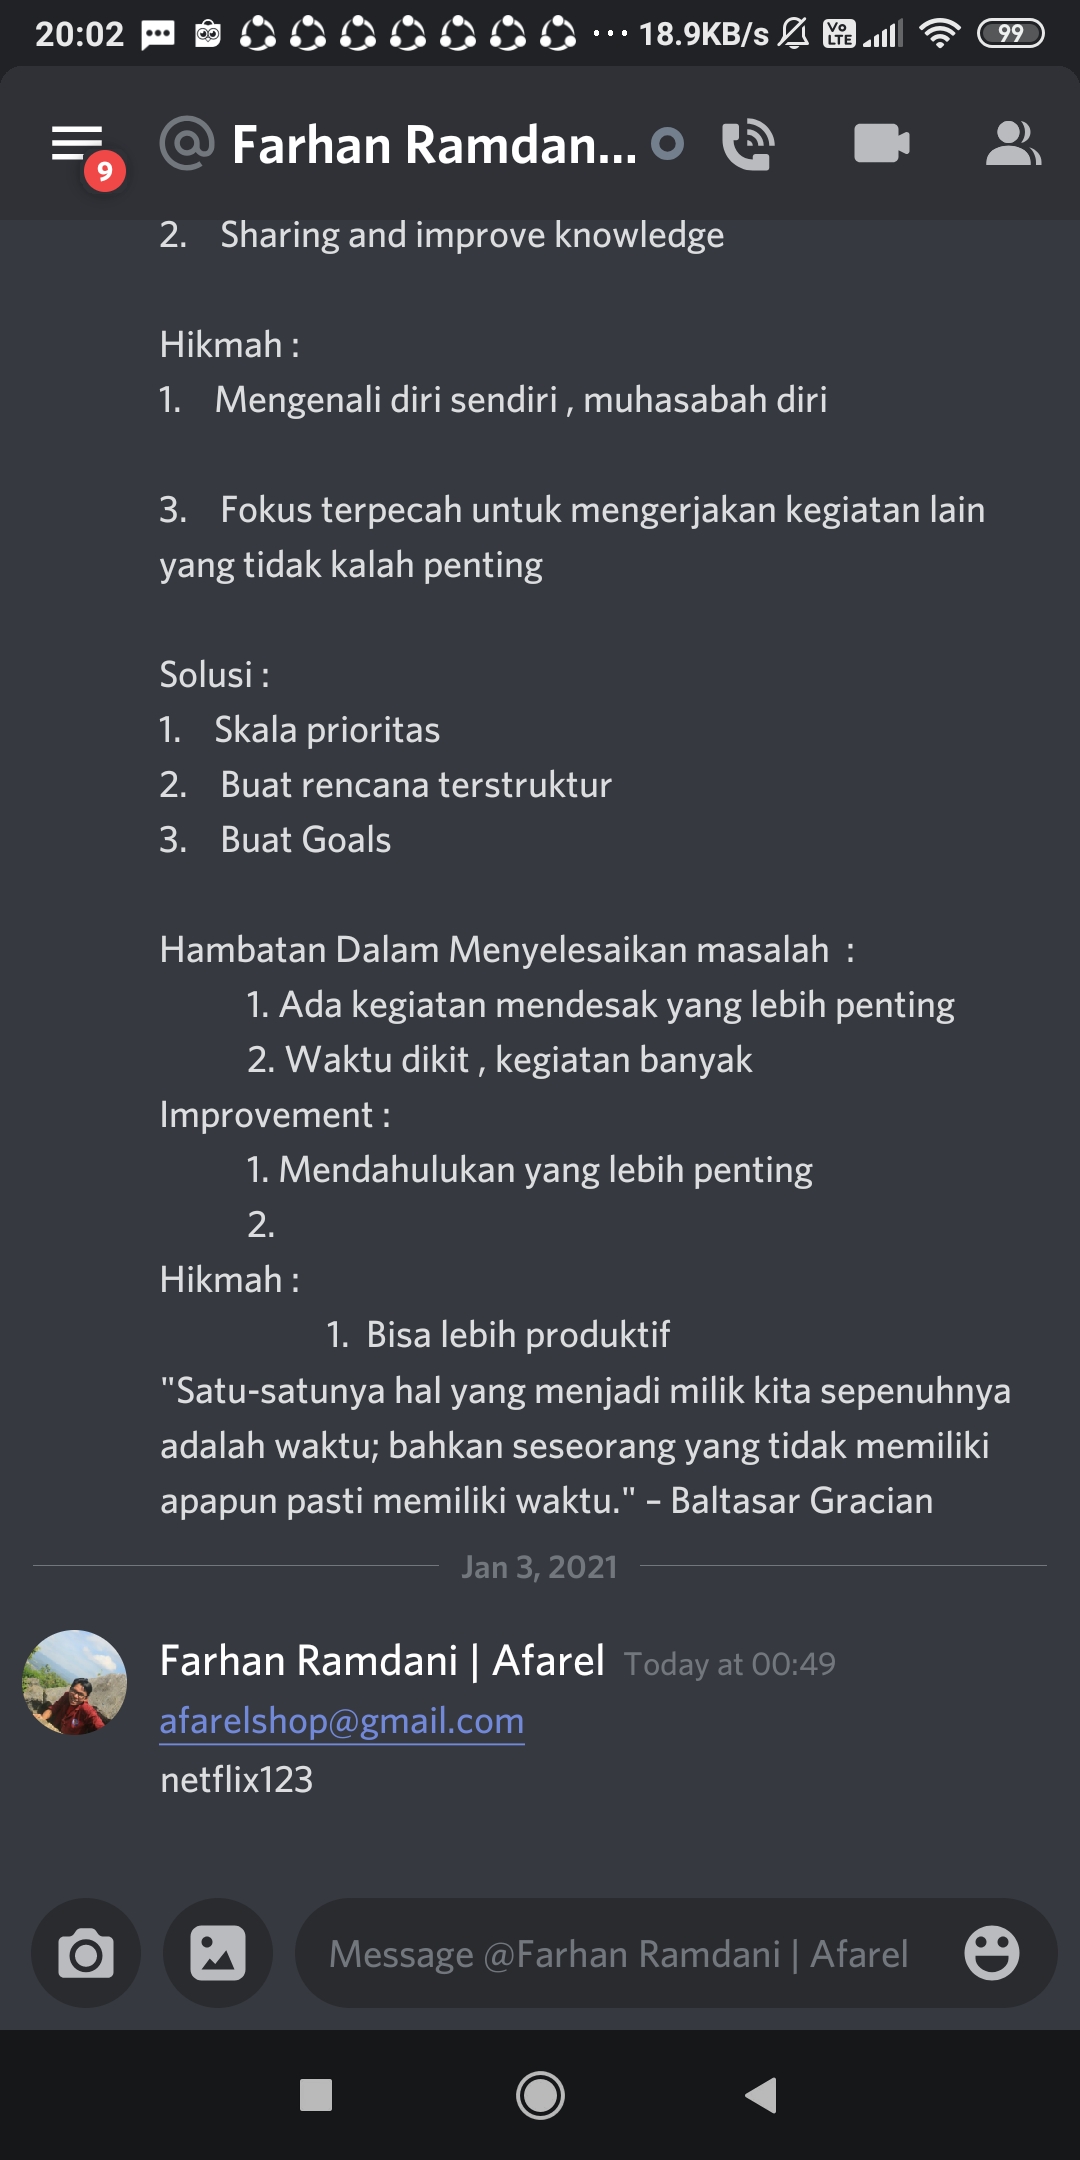 20:02 ... 18.9KB/s Vo LTE 99
9 @ Farhan Ramdan...
2. Sharing and improve knowledge
Hikmah :
1. Mengenali diri sendiri , muhasabah diri
3. Fokus terpecah untuk mengerjakan kegiatan lain
yang tidak kalah penting
Solusi :
1. Skala prioritas
2. Buat rencana terstruktur
3. Buat Goals
Hambatan Dalam Menyelesaikan masalah :
1. Ada kegiatan mendesak yang lebih penting
2. Waktu dikit , kegiatan banyak
Improvement :
1. Mendahulukan yang lebih penting
2.
Hikmah :
1. Bisa lebih produktif
"Satu-satunya hal yang menjadi milik kita sepenuhnya
adalah waktu; bahkan seseorang yang tidak memiliki
apapun pasti memiliki waktu." – Baltasar Gracian
Jan 3, 2021
Farhan Ramdani | Afarel Today at 00:49
afarelshop@gmail.com
netflix123
Message @Farhan Ramdani | Afarel